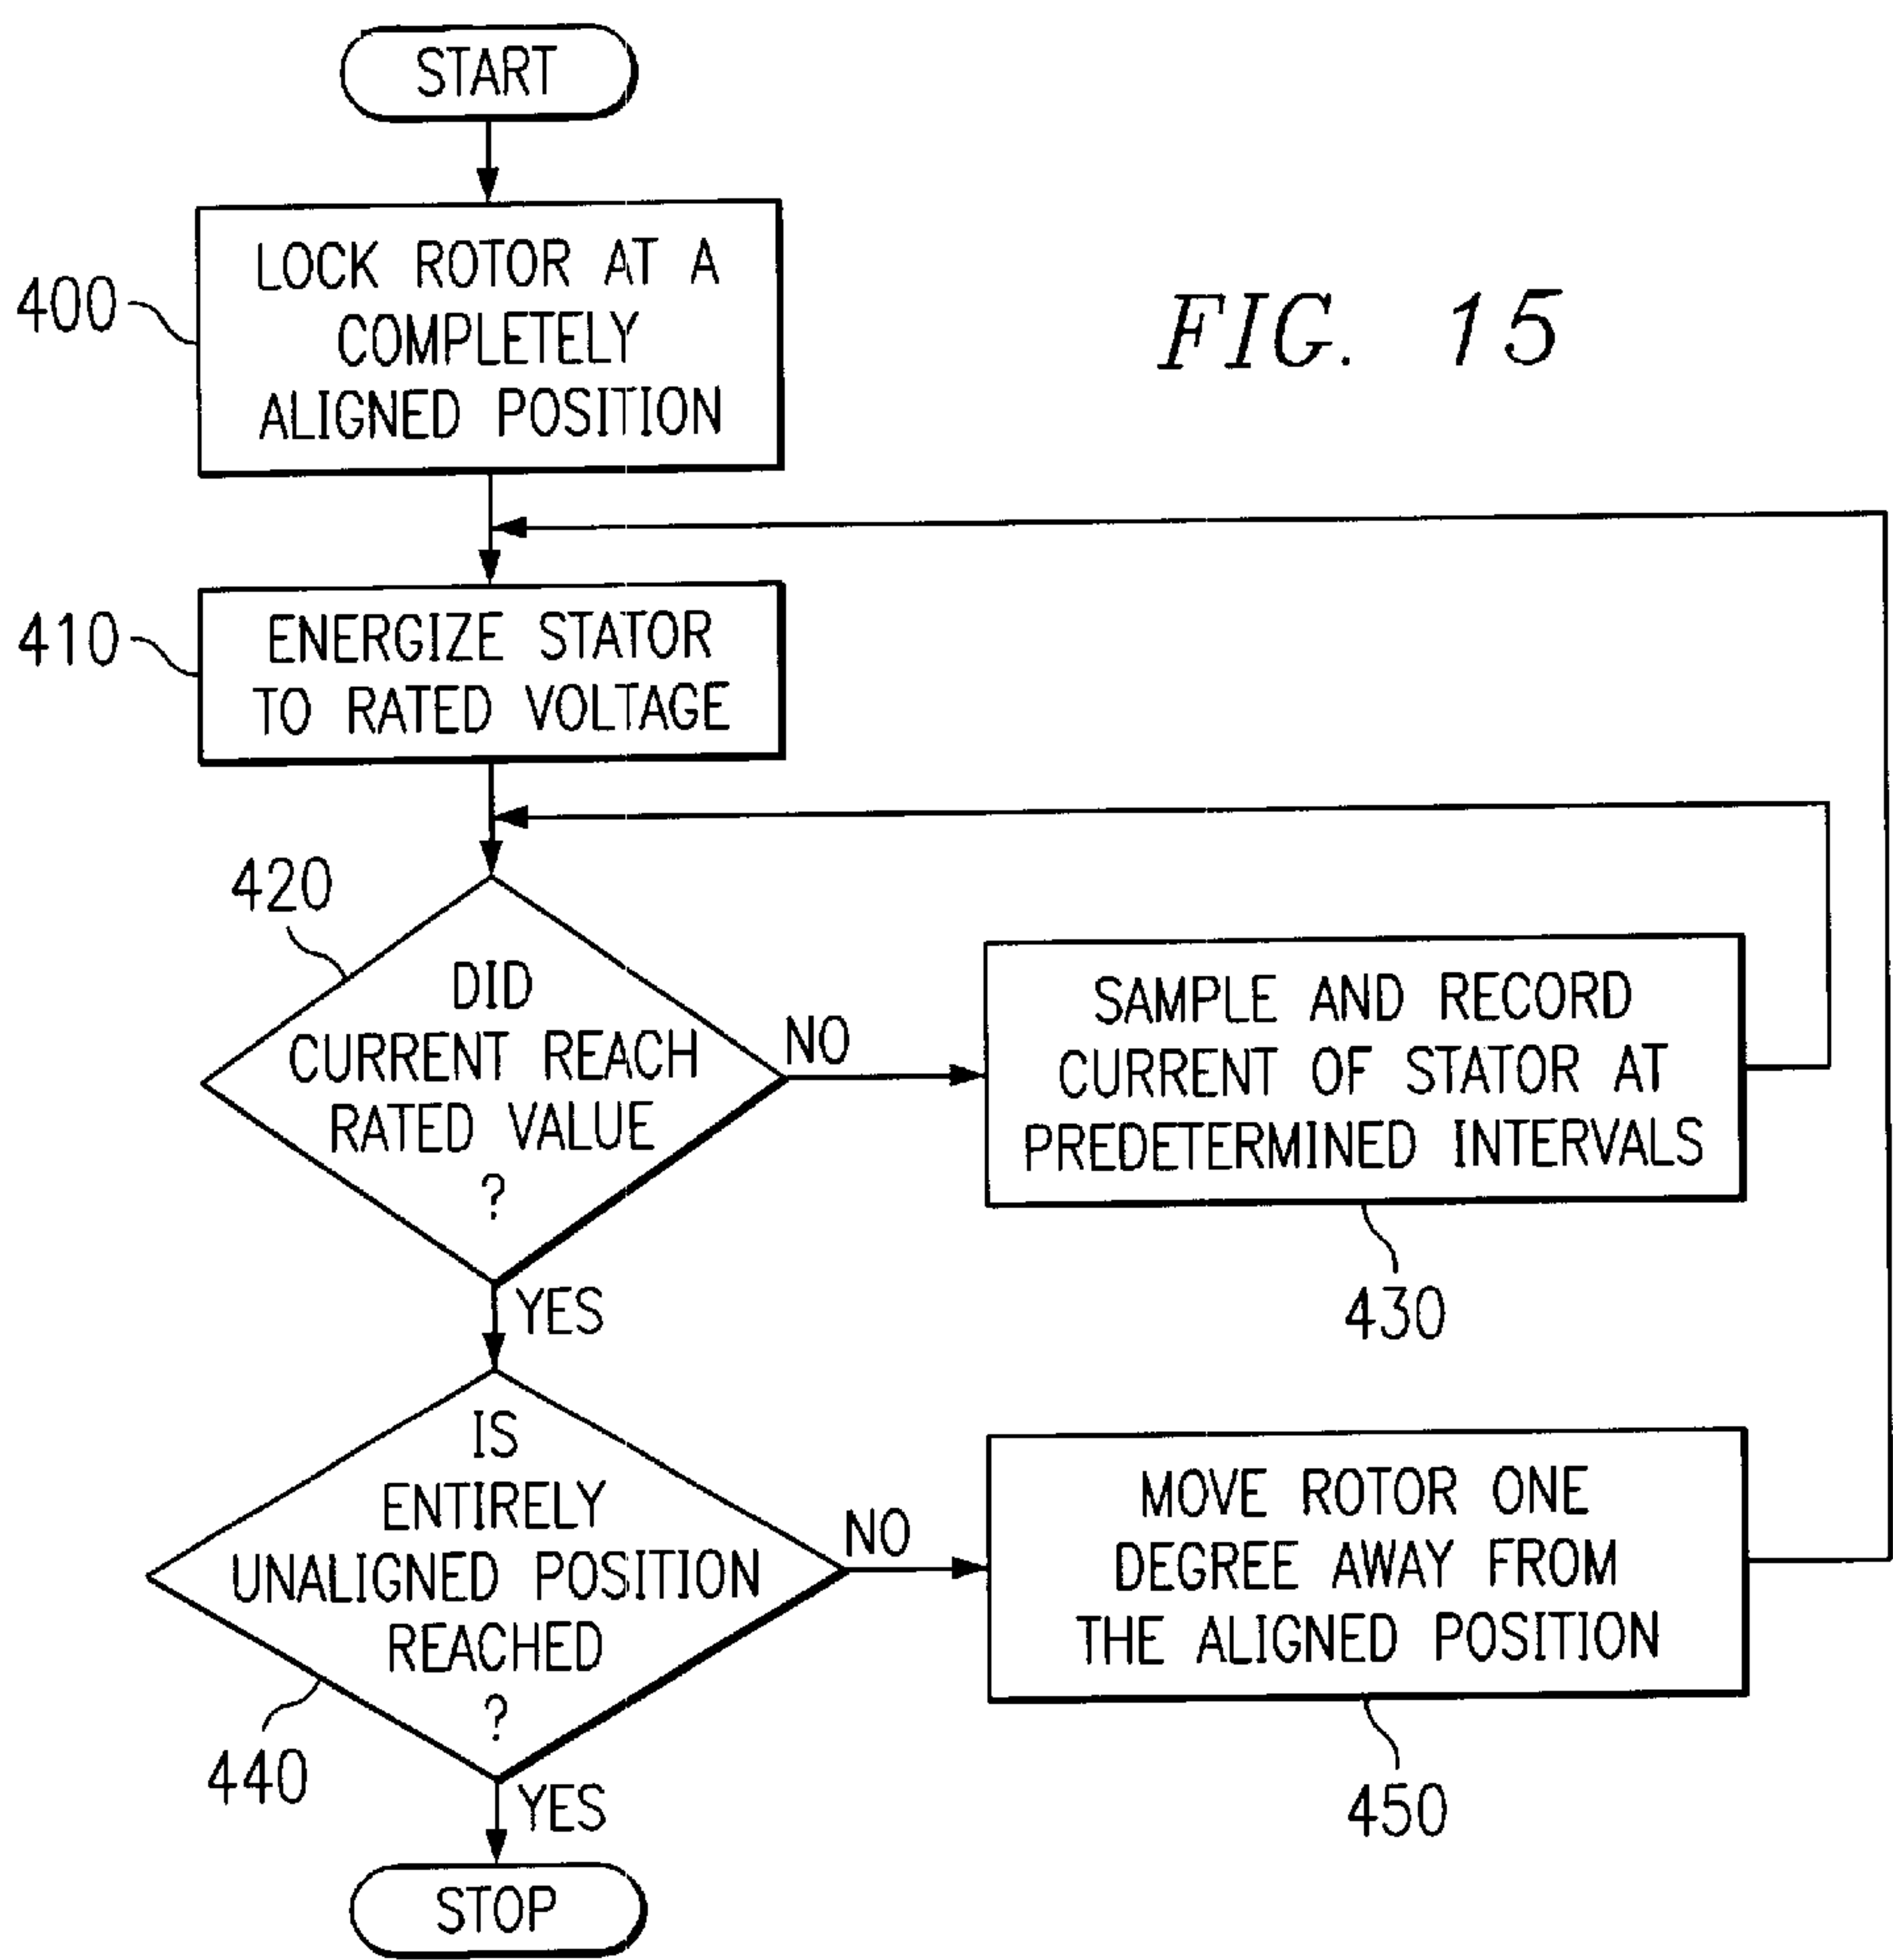 START
LOCK ROTOR AT A
COMPLETELY
ALIGNED POSITION
400
FIG. 15
ENERGIZE STATOR
TO RATED VOLTAGE
410
420
DID
CURRENT REACH
RATED VALUE
?
NO
SAMPLE AND RECORD
CURRENT OF STATOR AT
PREDETERMINED INTERVALS
430
YES
IS
ENTIRELY
UNALIGNED POSITION
REACHED
?
440
NO
MOVE ROTOR ONE
DEGREE AWAY FROM
THE ALIGNED POSITION
450
YES
STOP